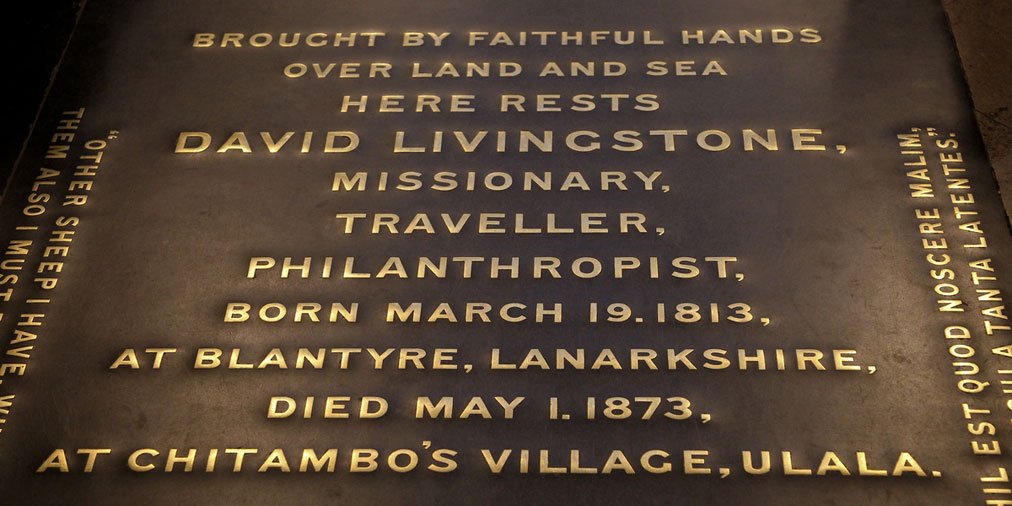 BROUGHT BY FAITHFUL HANDS
OVER LAND AND SEA
HERE RESTS
DAVID LIVINGSTONE,
MISSIONARY,
TRAVELLER,
PHILANTHROPIST,
BORN MARCH 19. 1813,
AT BLANTYRE, LANARKSHIRE,
DIED MAY 1. 1873,
AT CHITAMBO'S VILLAGE, ULALA.
"OTHER SHEEP I HAVE,
THEM ALSO I MUST
EST QUOD NOSCERE MALIM,
TANTA LATENTES."